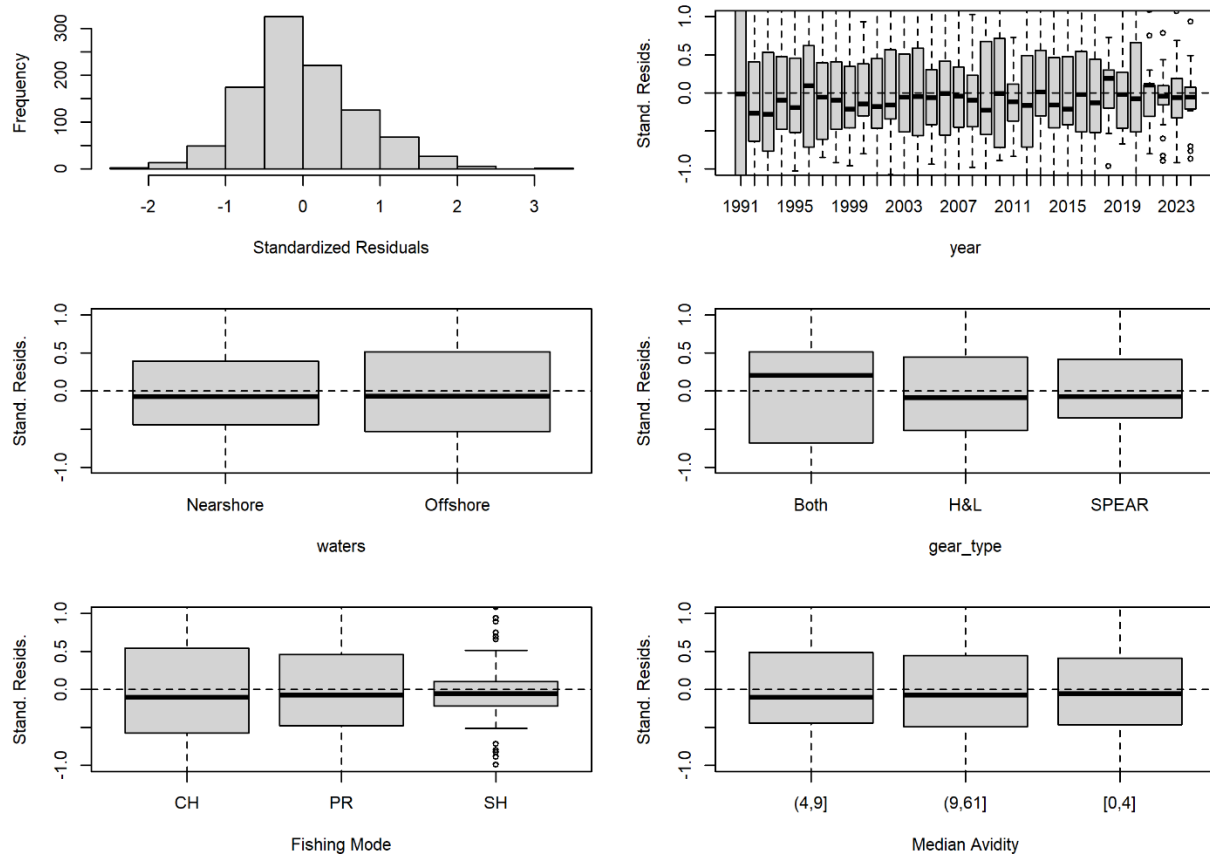 Frequency
0
100
200
300
-2
-1
0
1
2
3
Standardized Residuals
Stand. Resids.
-1.0
0.0
0.5
1.0
1991
1995
1999
2003
2007
2011
2015
2019
2023
year
Stand. Resids.
-1.0
0.0
0.5
1.0
Nearshore
Offshore
waters
Stand. Resids.
-1.0
0.0
0.5
1.0
Both
H&L
SPEAR
gear_type
Stand. Resids.
-1.0
0.0
0.5
1.0
CH
PR
SH
Fishing Mode
Stand. Resids.
-1.0
0.0
0.5
1.0
(4,9]
(9,61]
[0,4]
Median Avidity